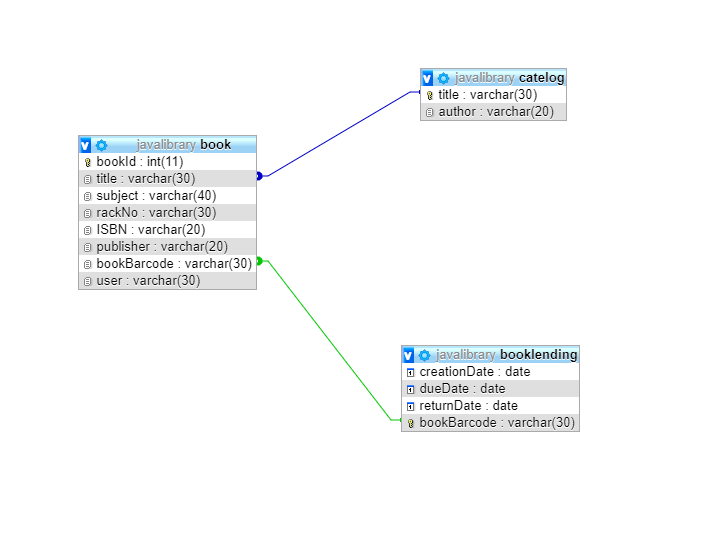 javalibrary catelog
title : varchar(30)
author : varchar(20)
javalibrary book
bookId : int(11)
title : varchar(30)
subject : varchar(40)
rackNo : varchar(30)
ISBN : varchar(20)
publisher : varchar(20)
bookBarcode : varchar(30)
user : varchar(30)
javalibrary booklending
creationDate : date
dueDate : date
returnDate : date
bookBarcode : varchar(30)